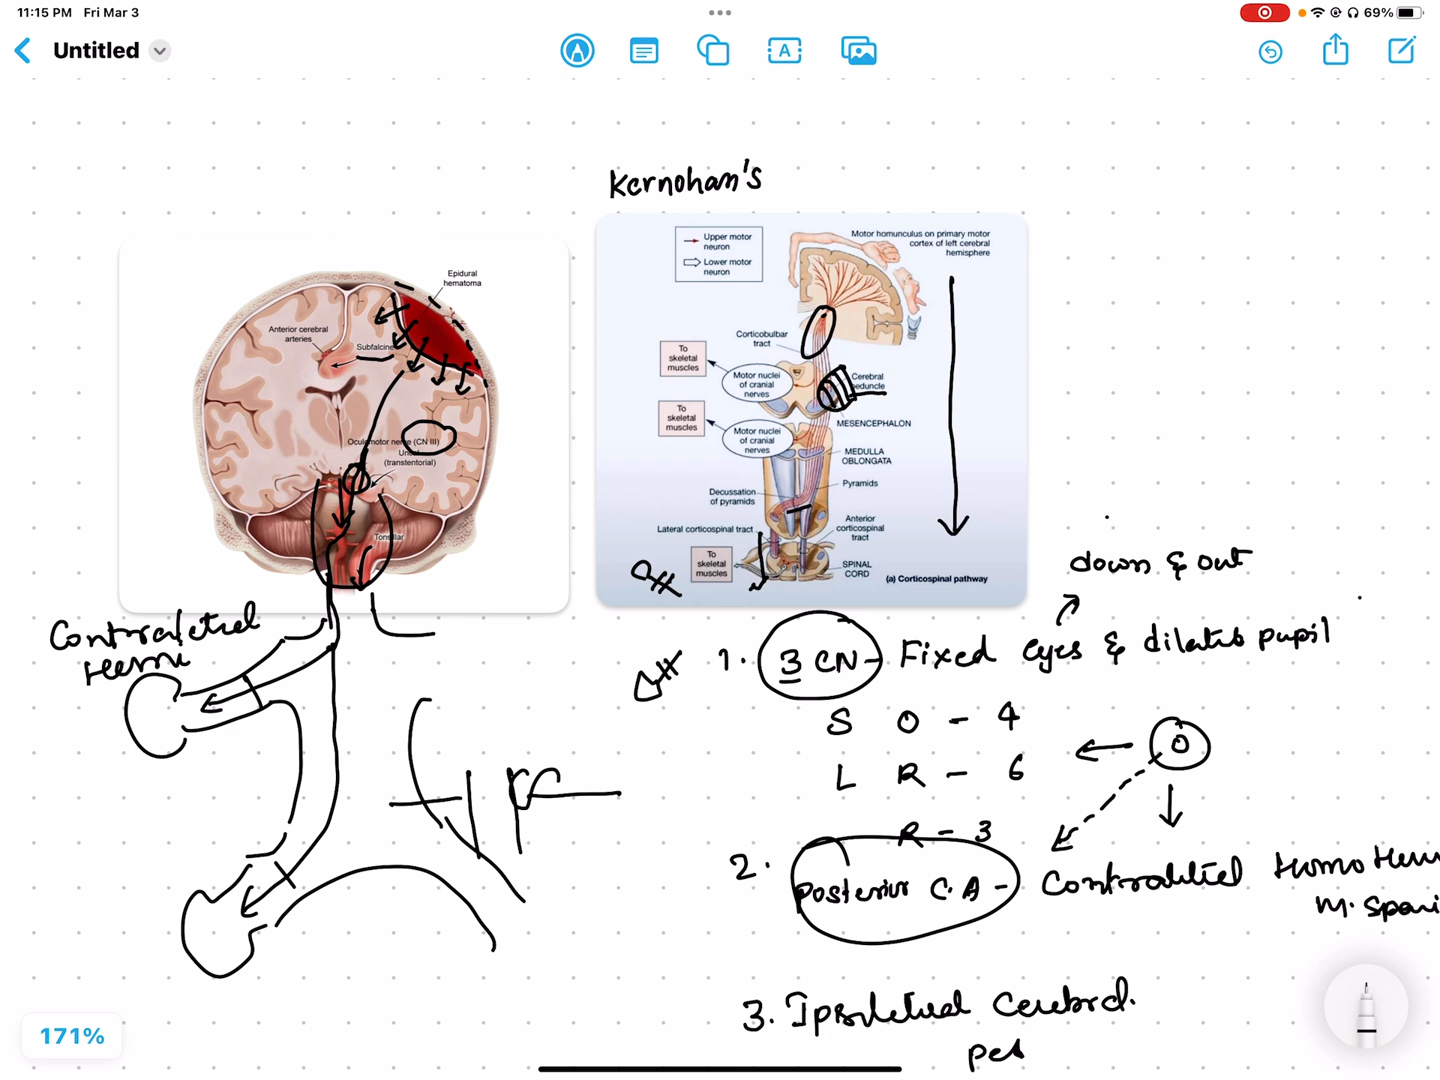 11:15 PM Fri Mar 3
69%
Untitled
A
Kernohan's
Epidural
hematoma
Anterior cerebral
arteries
Subfalcine
Oculomotor nerve (CN III)
(transtentorial)
Tonsillar
Upper motor
neuron
Lower motor
neuron
Motor homunculus on primary motor
cortex of left cerebral
hemisphere
Corticobulbar
tract
To
skeletal
muscles
Motor nuclei
of cranial
nerves
Cerebral
peduncle
MESENCEPHALON
To
skeletal
muscles
Motor nuclei
of cranial
nerves
MEDULLA
OBLONGATA
Pyramids
Decussation
of pyramids
Lateral corticospinal tract
Anterior
corticospinal
tract
To
skeletal
muscles
SPINAL
CORD
(a) Corticospinal pathway
down & out
1. 3 CN - Fixed eyes & dilated pupil
S O - 4
L R - 6
R - 3
2. Posterior C.A - Contralateral Homo Hem
M. Spari
3. Ipsilateral Cerebral.
ped
Contralateral
Hemi
171%